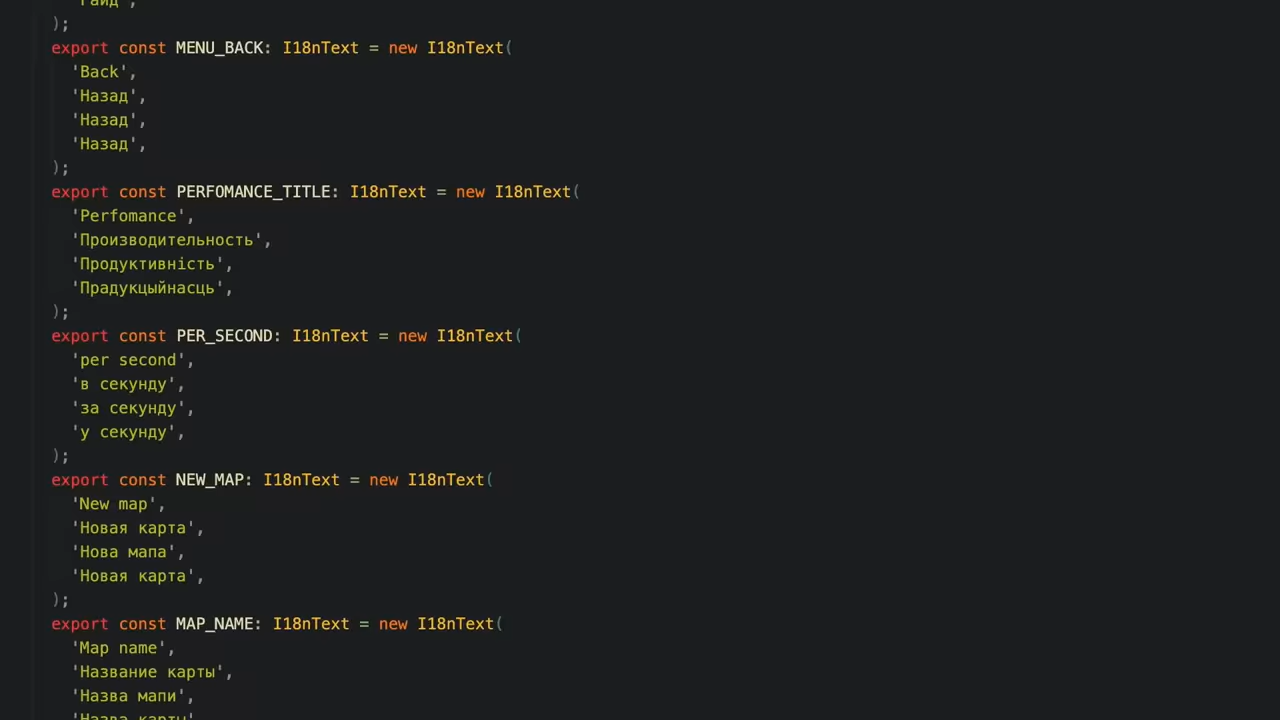 'Гайд',
);
export const MENU_BACK: I18nText = new I18nText(
'Back',
'Назад',
'Назад',
'Назад',
);
export const PERFOMANCE_TITLE: I18nText = new I18nText(
'Perfomance',
'Производительность',
'Продуктивність',
'Прадукцыйнасць',
);
export const PER_SECOND: I18nText = new I18nText(
'per second',
'в секунду',
'за секунду',
'у секунду',
);
export const NEW_MAP: I18nText = new I18nText(
'New map',
'Новая карта',
'Нова мапа',
'Новая карта',
);
export const MAP_NAME: I18nText = new I18nText(
'Map name',
'Название карты',
'Назва мапи',
'Назва карты',